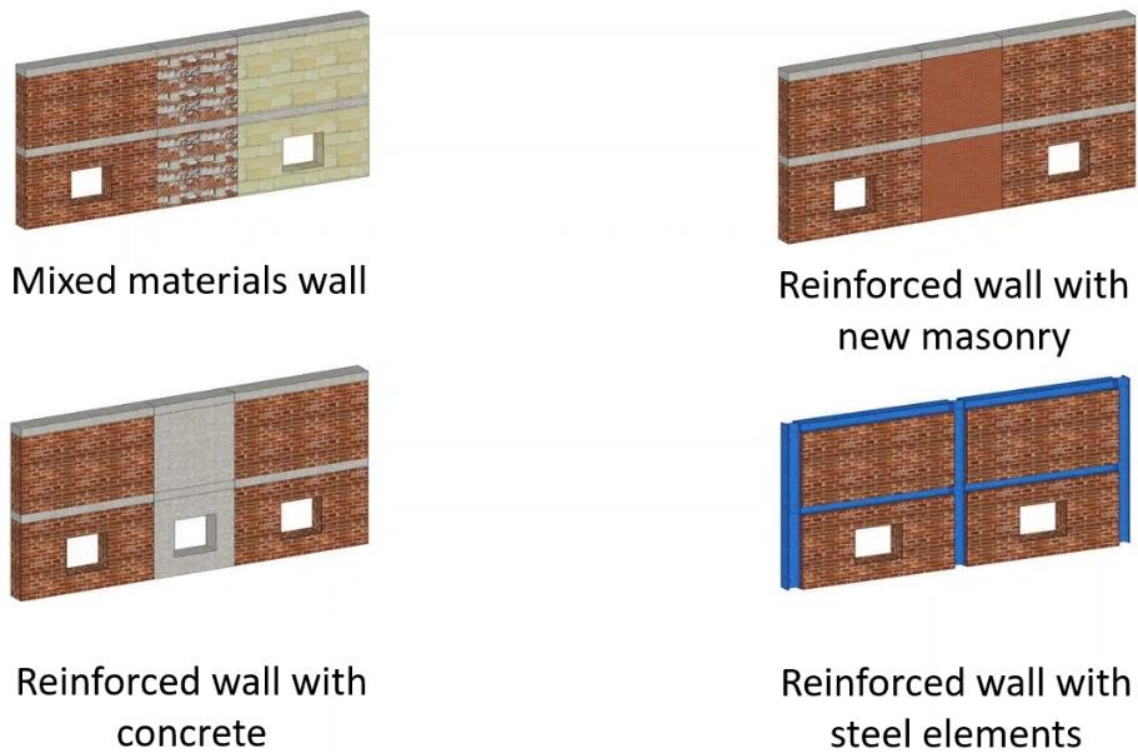 Mixed materials wall
Reinforced wall with
new masonry
Reinforced wall with
concrete
Reinforced wall with
steel elements